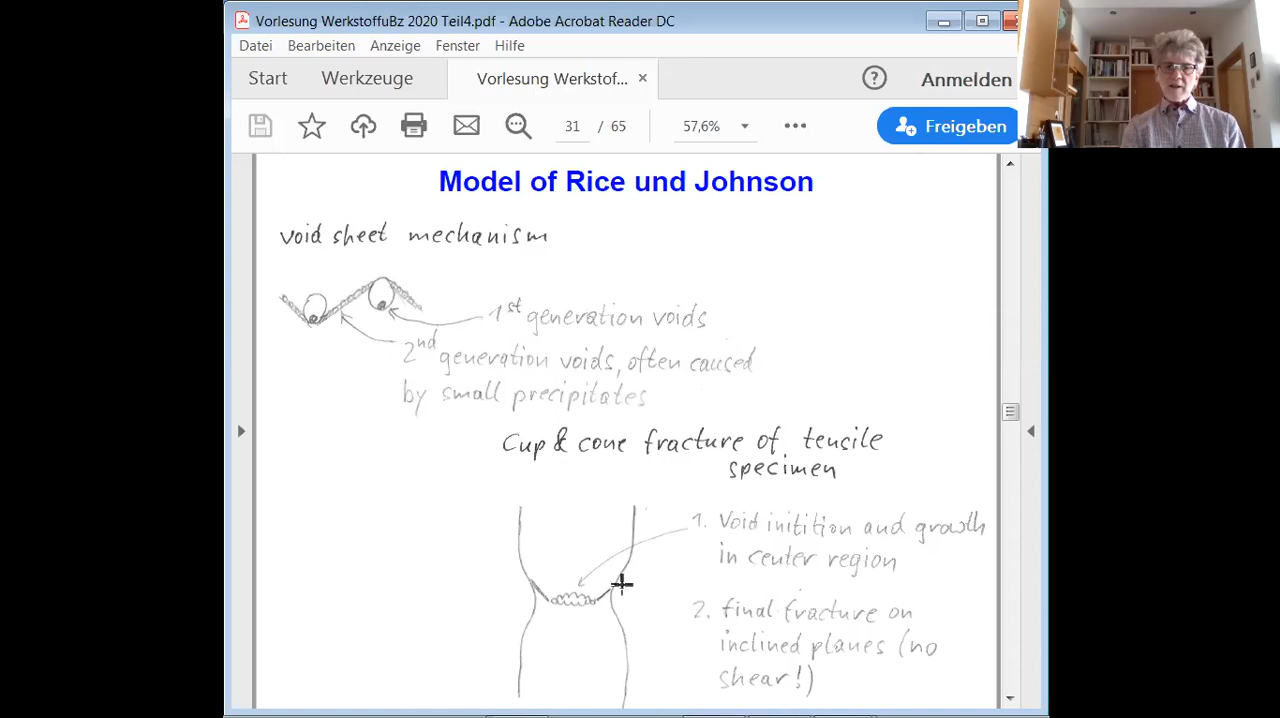 Vorlesung WerkstoffuBz 2020 Teil4.pdf - Adobe Acrobat Reader DC
Datei Bearbeiten Anzeige Fenster Hilfe
Start Werkzeuge Vorlesung Werkstof... × Anmelden
31 / 65 57,6% Freigeben
Model of Rice und Johnson
void sheet mechanism
1st generation voids
2nd generation voids, often caused
by small precipitates
Cup & cone fracture of tensile
specimen
1. Void initition and growth
in center region
2. final fracture on
inclined planes (no
shear!)